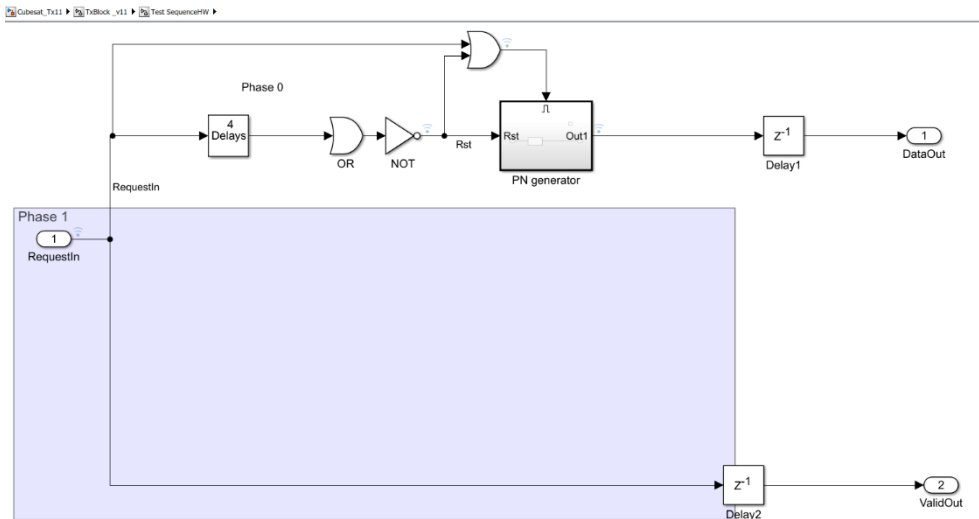 Cubesat_Tx11 TxBlock _v11 Test SequenceHW
Phase 0
4
Delays
OR
NOT
Rst
Rst
Out1
PN generator
Z-1
Delay1
1
DataOut
RequestIn
Phase 1
1
RequestIn
Z-1
Delay2
2
ValidOut